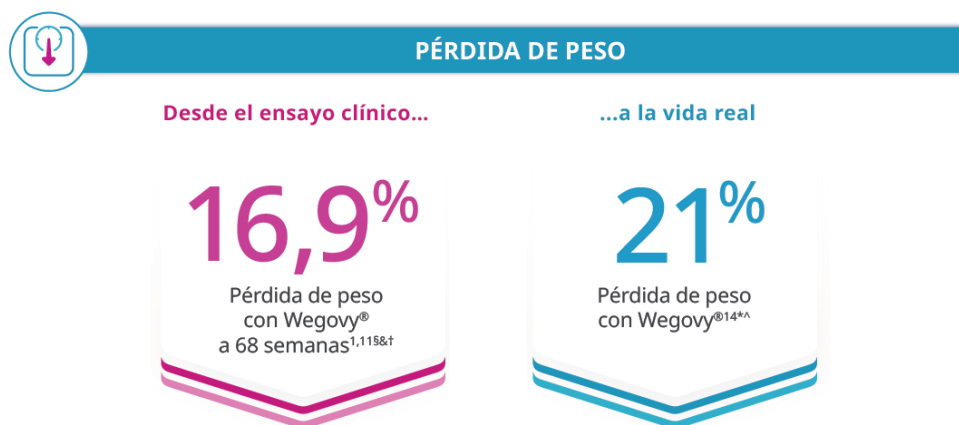 PÉRDIDA DE PESO
Desde el ensayo clínico...
16,9%
Pérdida de peso
con Wegovy®
a 68 semanas1,11§&†
...a la vida real
21%
Pérdida de peso
con Wegovy®14*^